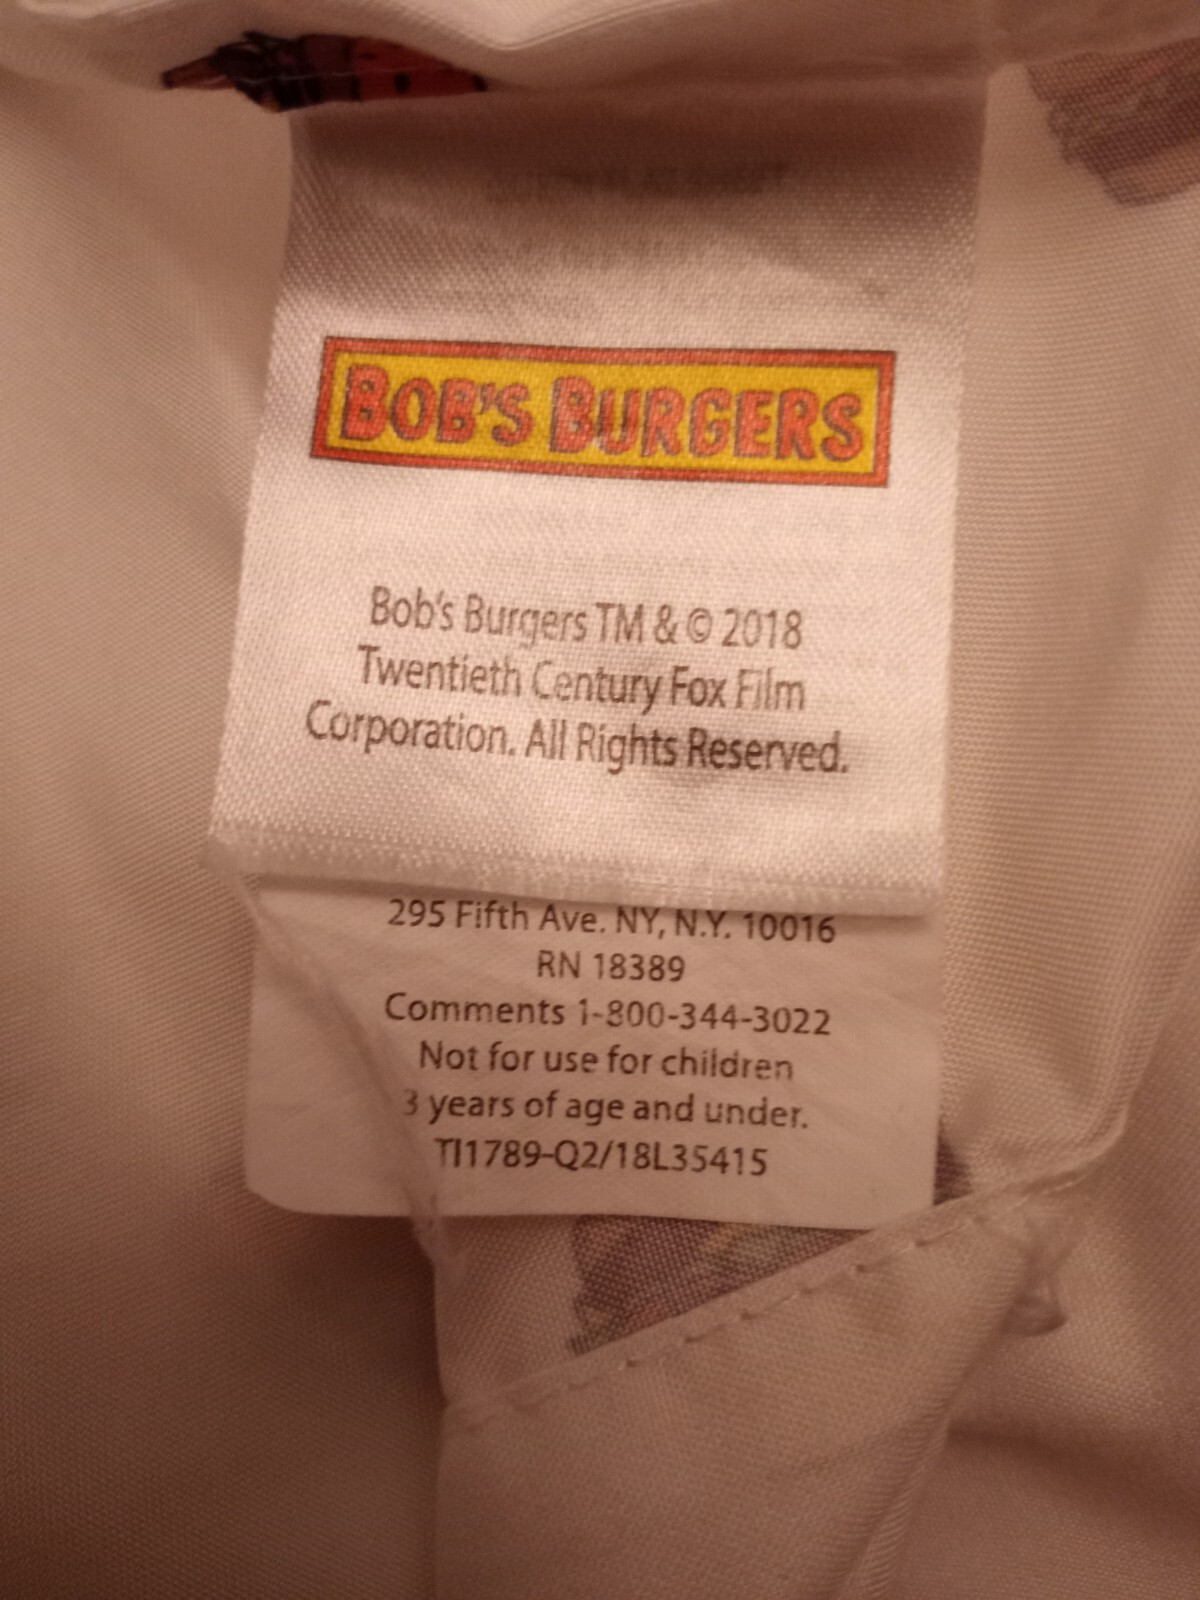 BOB'S BURGERS
Bob's Burgers TM & © 2018
Twentieth Century Fox Film
Corporation. All Rights Reserved.
295 Fifth Ave. NY, N.Y. 10016
RN 18389
Comments 1-800-344-3022
Not for use for children
3 years of age and under.
TI1789-Q2/18L35415